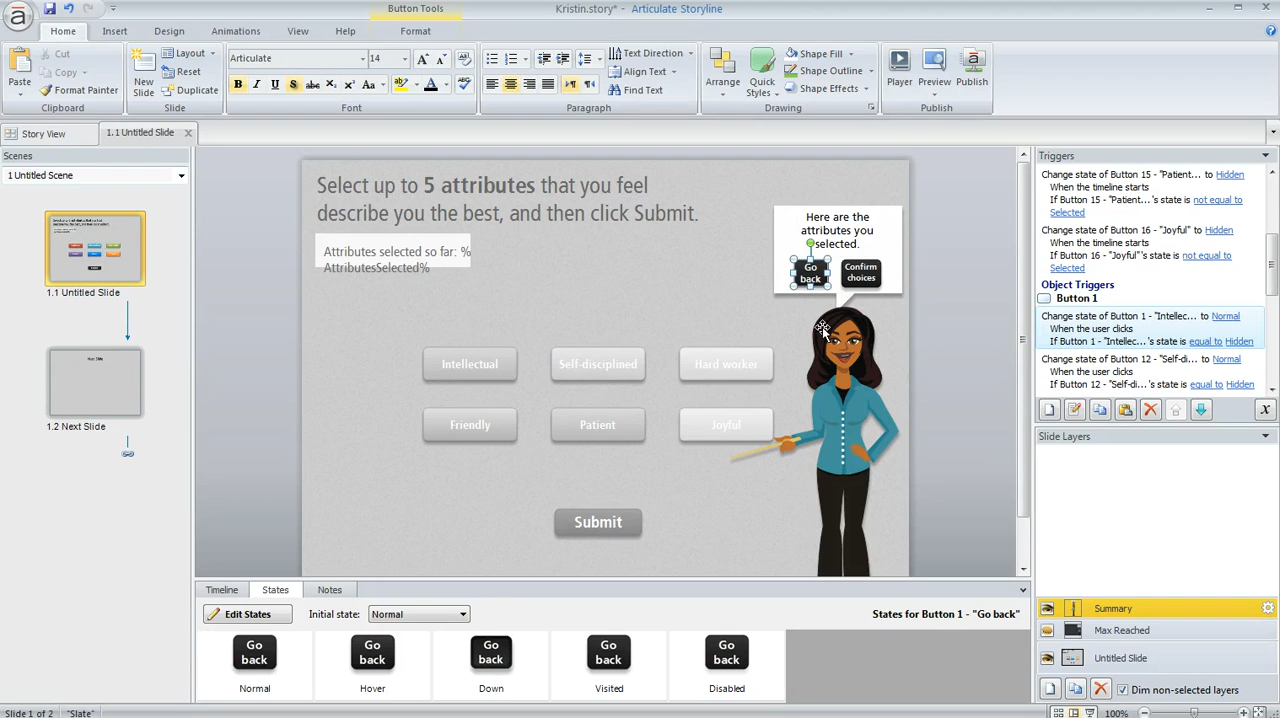 Button Tools
Kristin.story* - Articulate Storyline
Home
Insert
Design
Animations
View
Help
Format
Paste
Cut
Copy
Format Painter
Clipboard
New
Slide
Layout
Reset
Duplicate
Slide
Articulate
14
B I U S abc
Aa
Font
Text Direction
Align Text
Find Text
Paragraph
Arrange
Quick
Styles
Shape Fill
Shape Outline
Shape Effects
Drawing
Player
Preview
Publish
Publish
Story View
1.1 Untitled Slide
Scenes
1 Untitled Scene
1.1 Untitled Slide
Next Slide
1.2 Next Slide
Select up to 5 attributes that you feel
describe you the best, and then click Submit.
Attributes selected so far: %
AttributesSelected%
Here are the
attributes you
selected.
Go
back
Confirm
choices
Intellectual
Self-disciplined
Hard worker
Friendly
Patient
Joyful
Submit
Triggers
Change state of Button 15 - "Patient... to Hidden
When the timeline starts
If Button 15 - "Patient...'s state is not equal to
Selected
Change state of Button 16 - "Joyful" to Hidden
When the timeline starts
If Button 16 - "Joyful"'s state is not equal to
Selected
Object Triggers
Button 1
Change state of Button 1 - "Intellec... to Normal
When the user clicks
If Button 1 - "Intellec...'s state is equal to Hidden
Change state of Button 12 - "Self-di... to Normal
When the user clicks
If Button 12 - "Self-di...'s state is equal to Hidden
x
Slide Layers
Summary
Max Reached
Untitled Slide
Dim non-selected layers
Timeline
States
Notes
Edit States
Initial state:
Normal
States for Button 1 - "Go back"
Go
back
Go
back
Go
back
Go
back
Go
back
Normal
Hover
Down
Visited
Disabled
Slide 1 of 2
"Slate"
100%